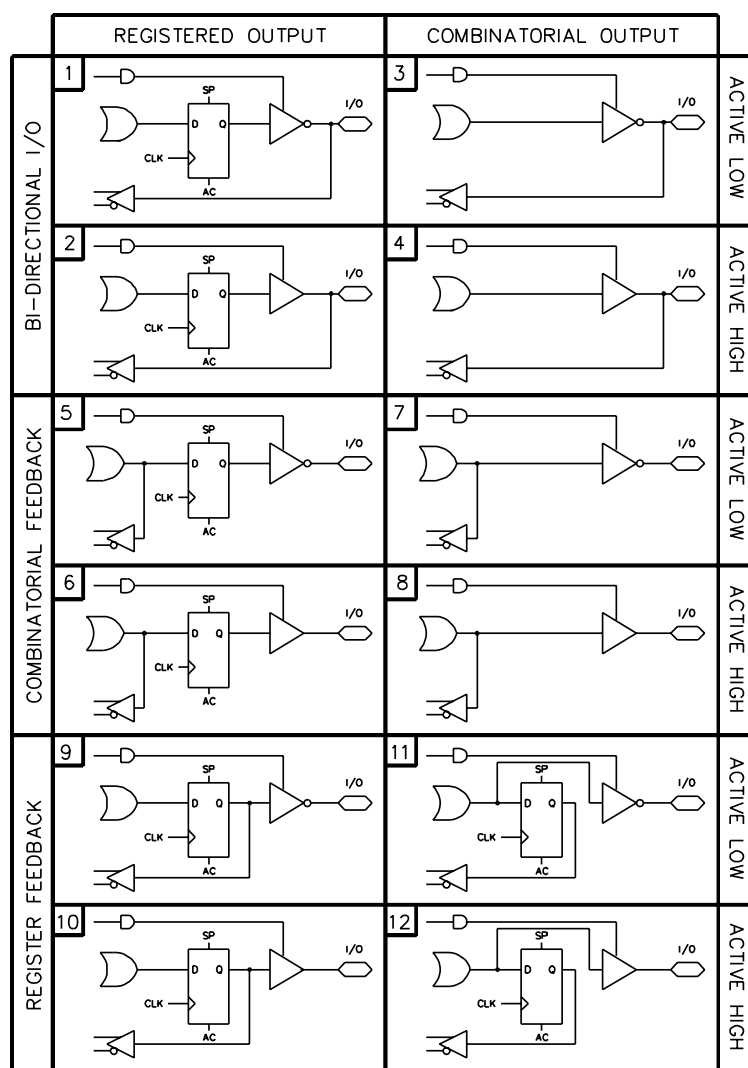 REGISTERED OUTPUT COMBINATORIAL OUTPUT
BI-DIRECTIONAL I/O
1
SP
I/O
D Q
CLK
AC
3
I/O
ACTIVE LOW
2
SP
I/O
D Q
CLK
AC
4
I/O
ACTIVE HIGH
COMBINATORIAL FEEDBACK
5
SP
I/O
D Q
CLK
AC
7
I/O
ACTIVE LOW
6
SP
I/O
D Q
CLK
AC
8
I/O
ACTIVE HIGH
REGISTER FEEDBACK
9
SP
I/O
D Q
CLK
AC
11
SP
I/O
D Q
CLK
AC
ACTIVE LOW
10
SP
I/O
D Q
CLK
AC
12
SP
I/O
D Q
CLK
AC
ACTIVE HIGH